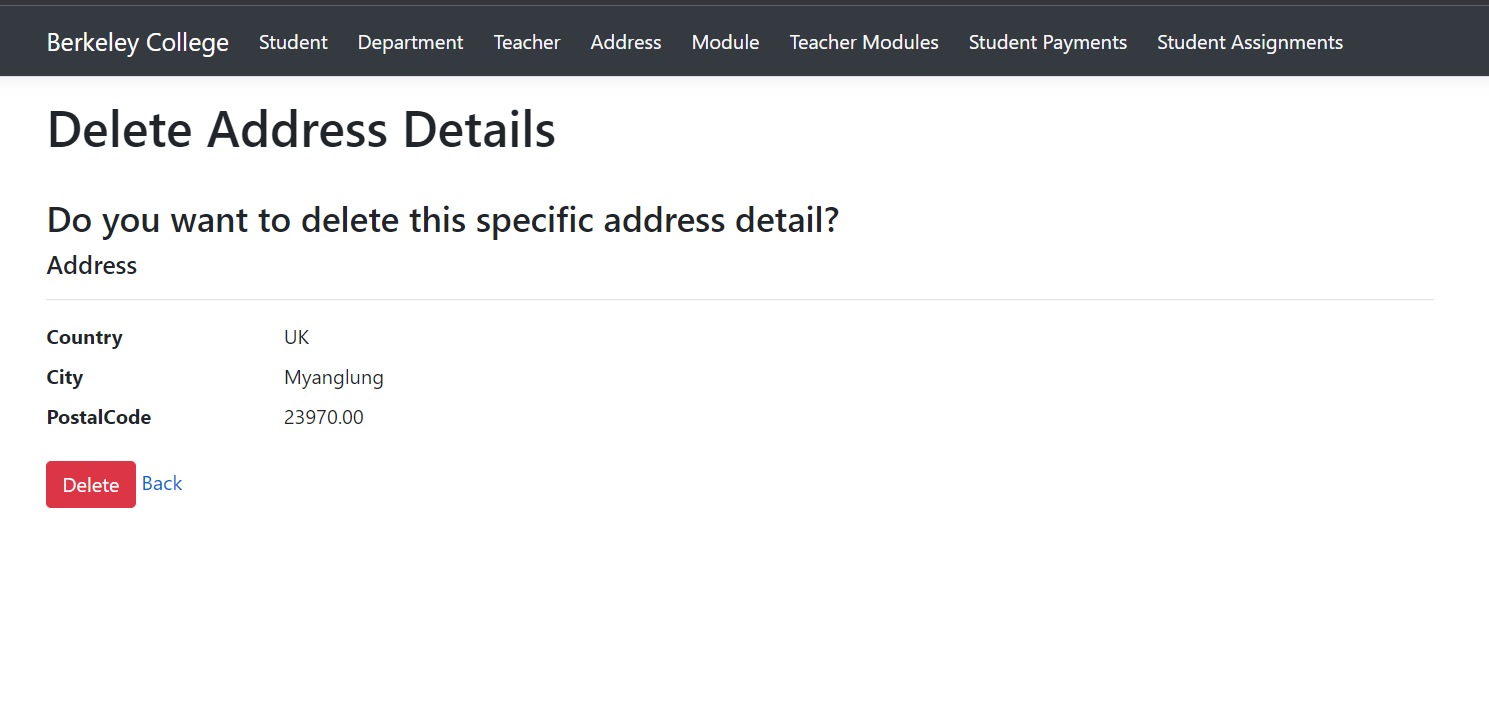 Berkeley College Student Department Teacher Address Module Teacher Modules Student Payments Student Assignments
Delete Address Details
Do you want to delete this specific address detail?
Address
Country UK
City Myanglung
PostalCode 23970.00
Delete Back